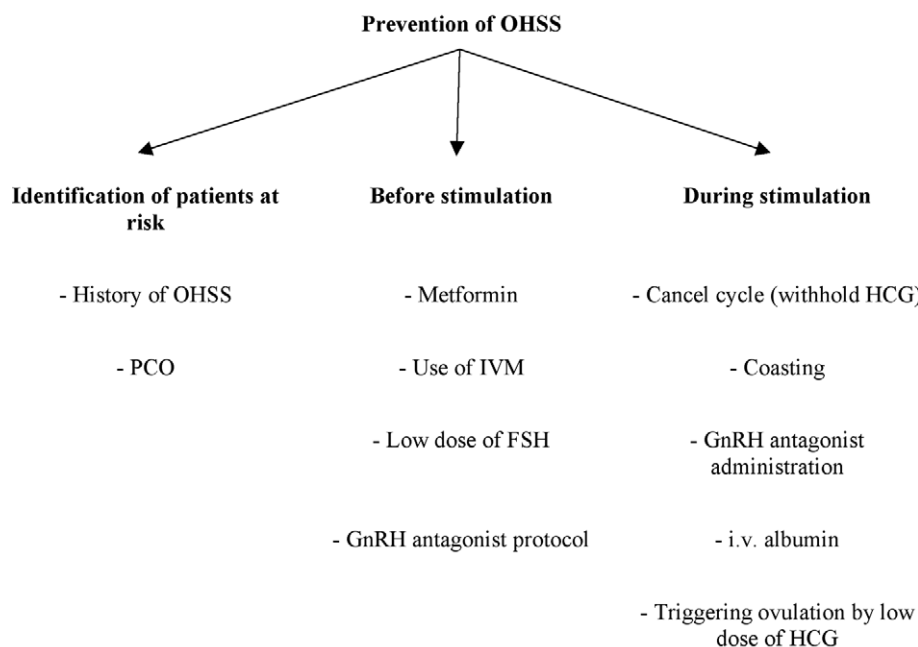 Prevention of OHSS
Identification of patients at
risk
- History of OHSS
- PCO
Before stimulation
- Metformin
- Use of IVM
- Low dose of FSH
- GnRH antagonist protocol
During stimulation
- Cancel cycle (withhold HCG)
- Coasting
- GnRH antagonist
administration
- i.v. albumin
- Triggering ovulation by low
dose of HCG